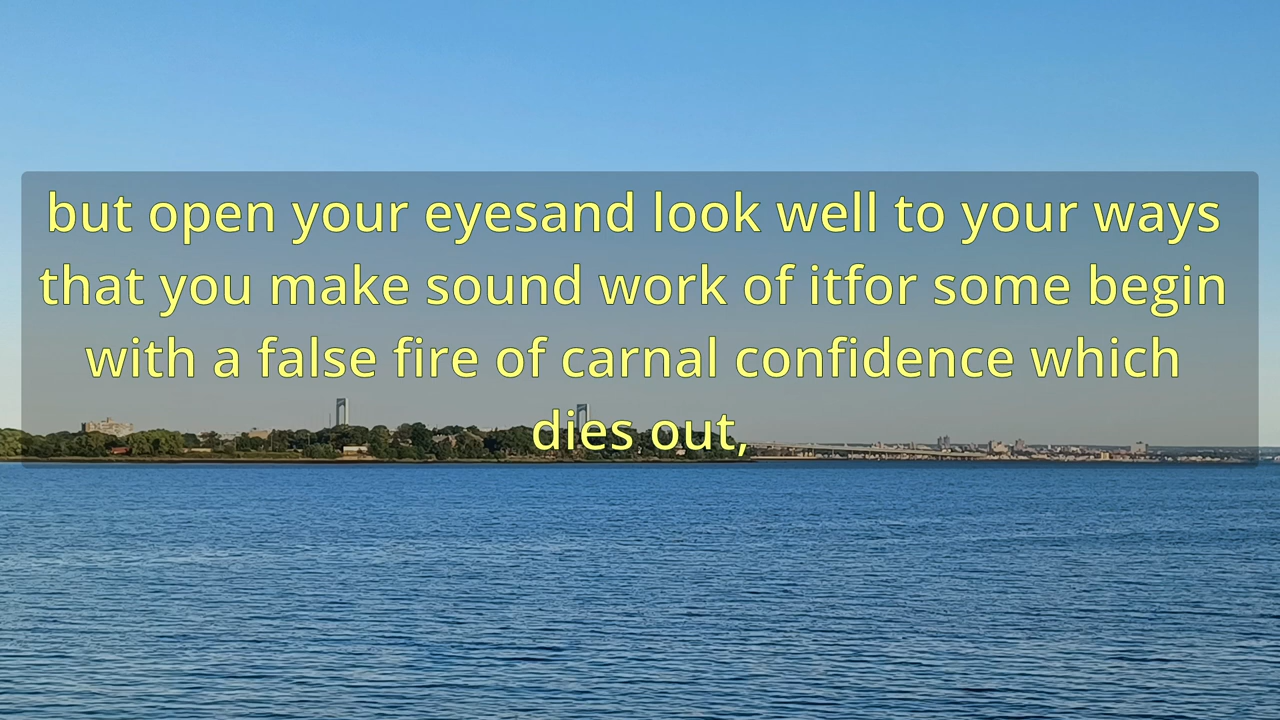 but open your eyesand look well to your ways
that you make sound work of itfor some begin
with a false fire of carnal confidence which
dies out,